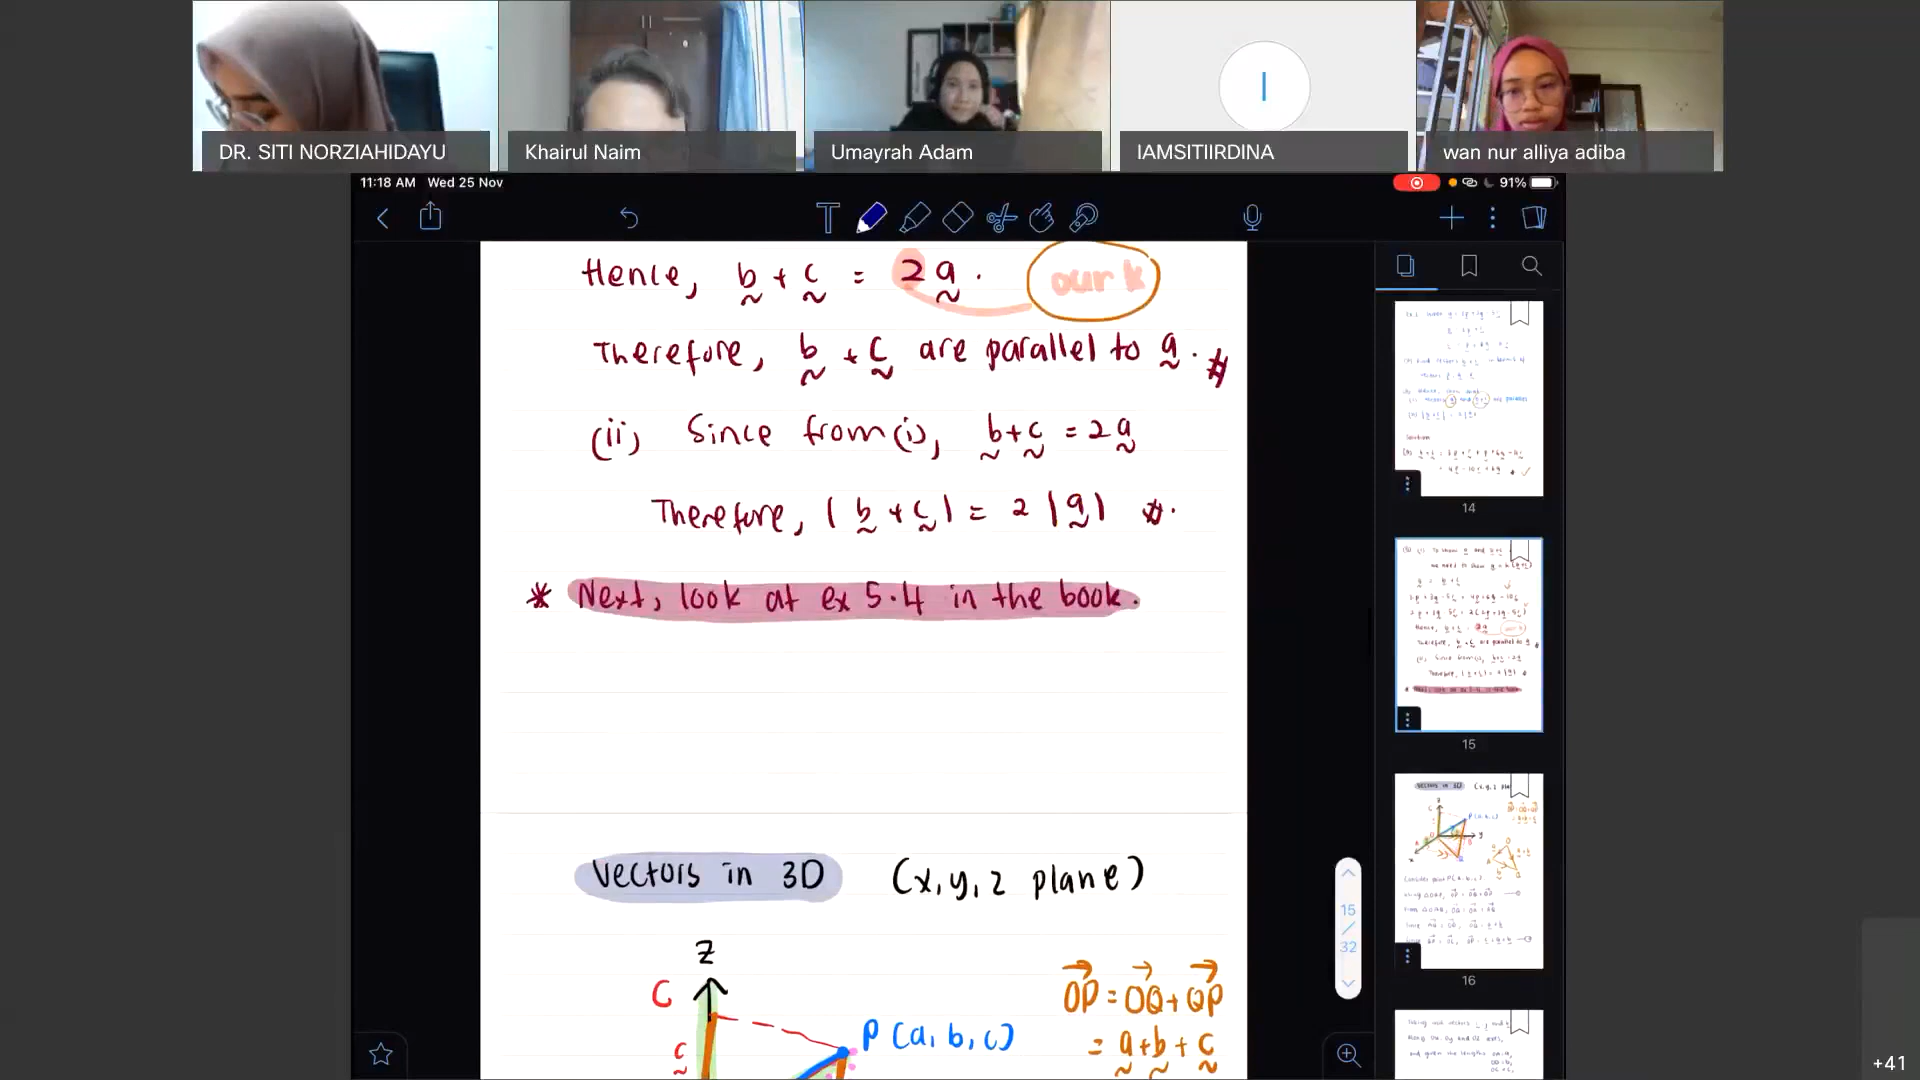 DR. SITI NORZIAHIDAYU
Khairul Naim
Umayrah Adam
I
IAMSITIIRDINA
wan nur alliya adiba
11:18 AM Wed 25 Nov
91%
Hence, b + c = 2a.
our k
Therefore, b + c are parallel to a. #
(ii) Since from (i), b + c = 2a
Therefore, |b + c| = 2|a| #.
* Next, look at ex 5.4 in the book.
Vectors in 3D (x,y,z plane)
z
C
c
P (a, b, c)
OP = OQ + QP
= a + b + c
14
15
16
15
/
32
+41